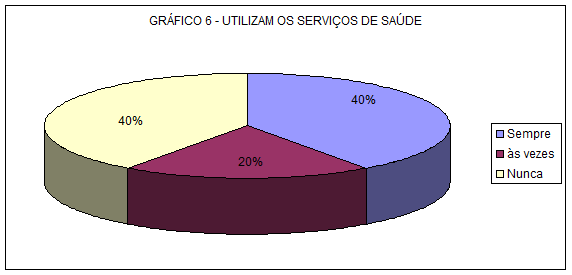 GRÁFICO 6 - UTILIZAM OS SERVIÇOS DE SAÚDE
40%
40%
20%
Sempre
às vezes
Nunca